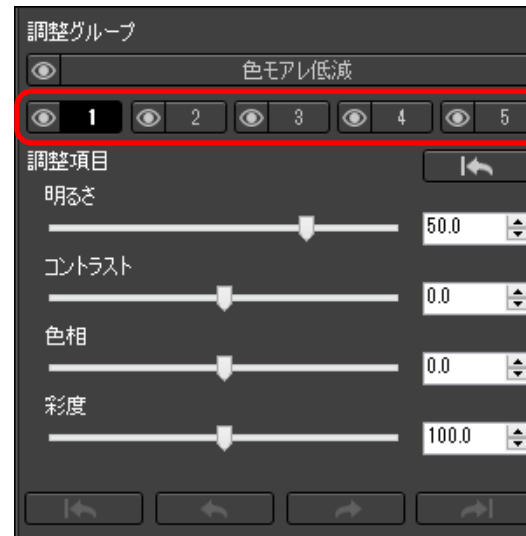 調整グループ
色モアレ低減
1 2 3 4 5
調整項目
明るさ
50.0
コントラスト
0.0
色相
0.0
彩度
100.0